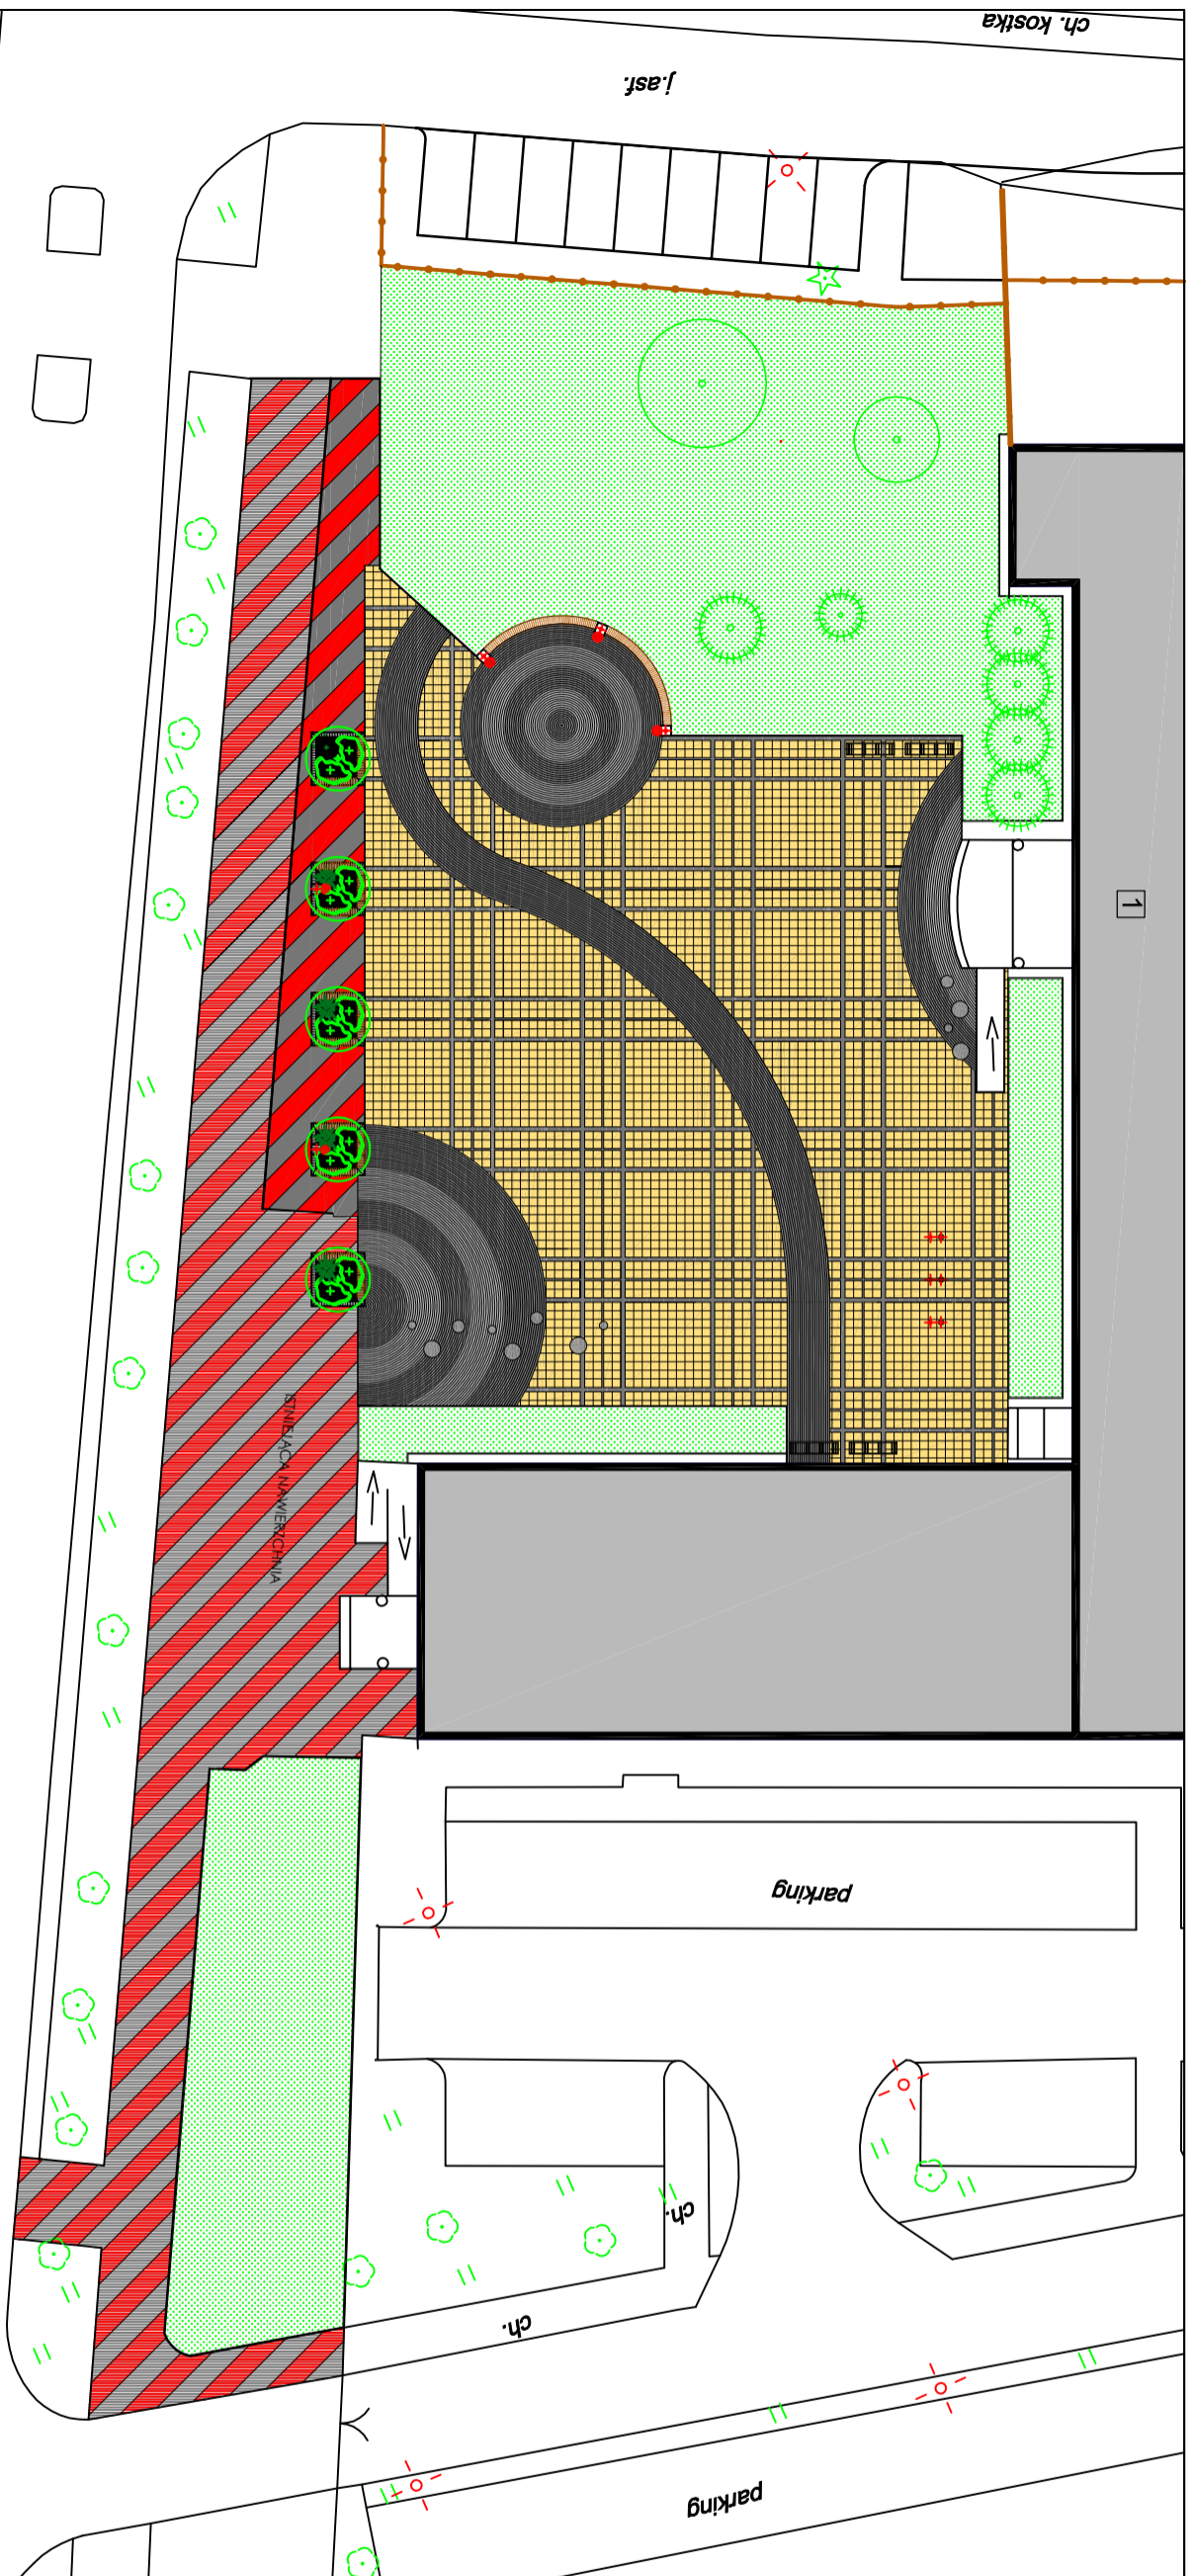 ch. kostka
j.asf.
1
ISTNIEJĄCA NAWIERZCHNIA
parking
ch.
ch.
parking